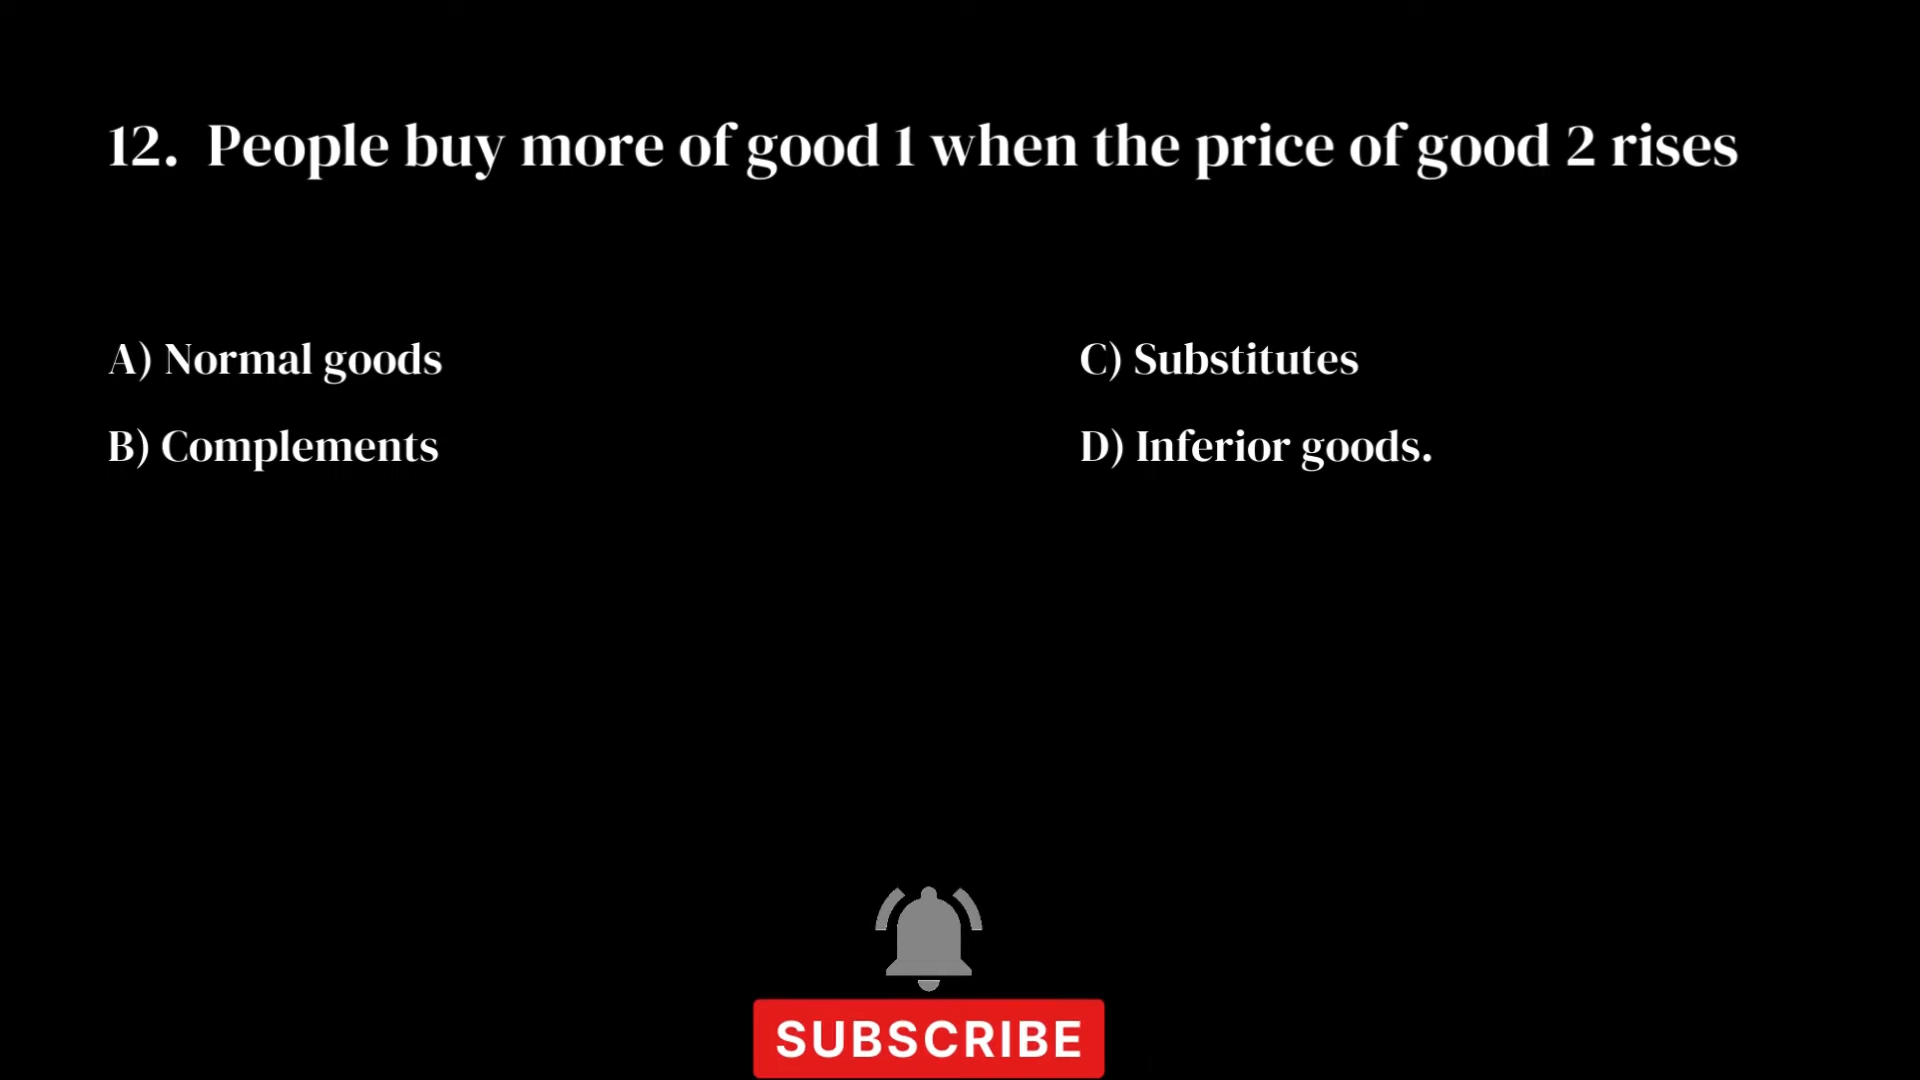 12. People buy more of good 1 when the price of good 2 rises
A) Normal goods
B) Complements
C) Substitutes
D) Inferior goods.
SUBSCRIBE